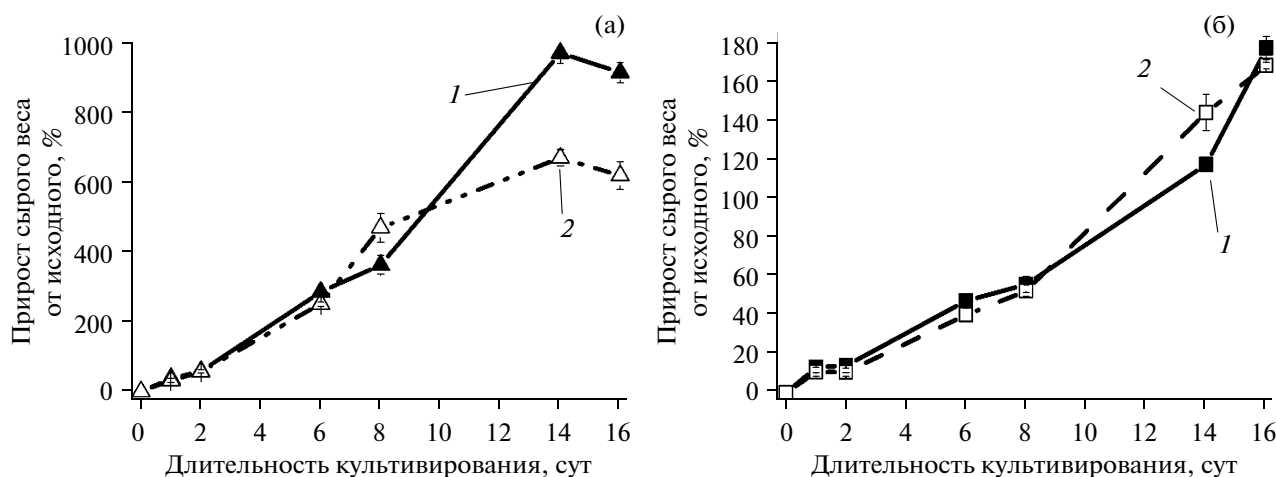 (а)
Прирост сырого веса
от исходного, %
1000
800
600
400
200
0
1
2
0 2 4 6 8 10 12 14 16
Длительность культивирования, сут
(б)
Прирост сырого веса
от исходного, %
180
160
140
120
100
80
60
40
20
0
2
1
0 2 4 6 8 10 12 14 16
Длительность культивирования, сут